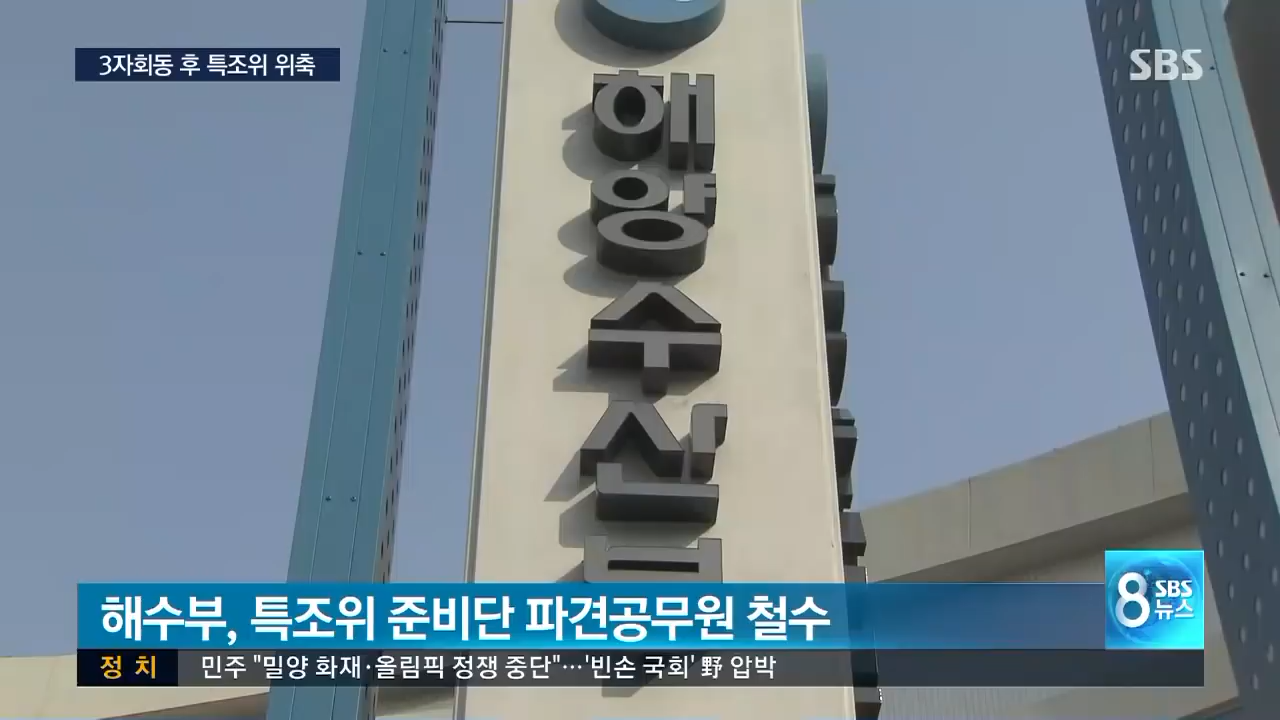 3자회동 후 특조위 위축
SBS
해양수산부
해수부, 특조위 준비단 파견공무원 철수
8 SBS 뉴스
정 치 민주 "밀양 화재·올림픽 정쟁 중단"…'빈손 국회' 野 압박